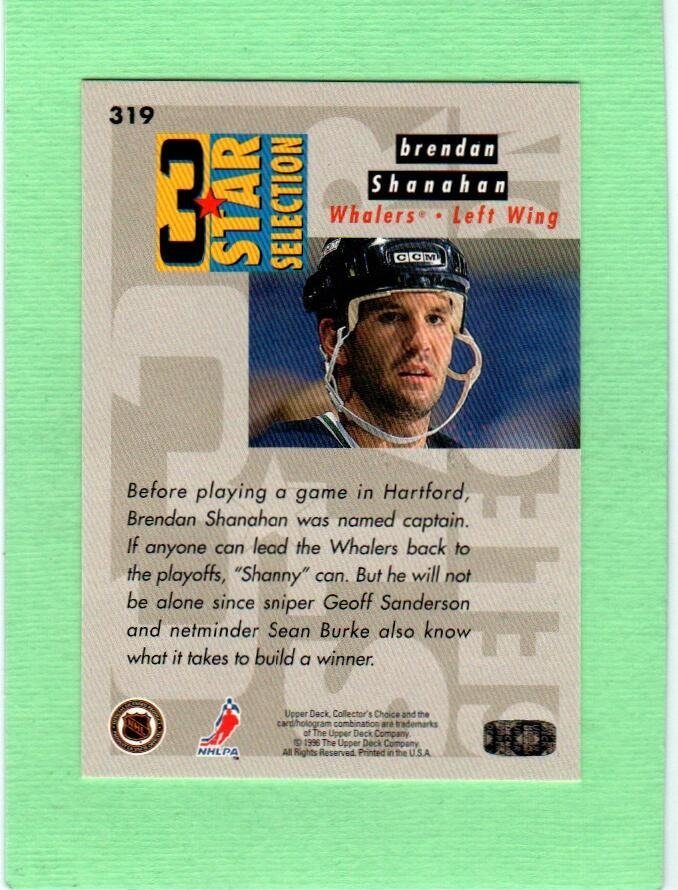 319
3 STAR
SELECTION
brendan
Shanahan
Whalers® • Left Wing
CCM
Before playing a game in Hartford,
Brendan Shanahan was named captain.
If anyone can lead the Whalers back to
the playoffs, "Shanny" can. But he will not
be alone since sniper Geoff Sanderson
and netminder Sean Burke also know
what it takes to build a winner.
NHL
NHLPA
Upper Deck, Collector's Choice and the
card/hologram combination are trademarks
of The Upper Deck Company.
© 1996 The Upper Deck Company.
All Rights Reserved. Printed in the U.S.A.